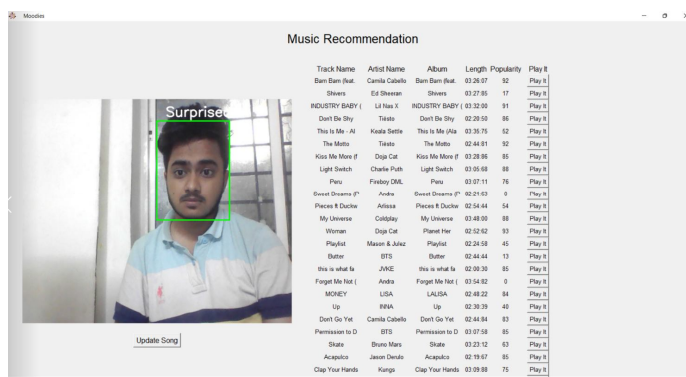 Moodies
Music Recommendation
Track Name Artist Name Album Length Popularity Play It
Bam Bam (feat. Camila Cabello Bam Bam (feat. 03:26:07 92 Play It
Shivers Ed Sheeran Shivers 03:27:85 17 Play It
INDUSTRY BABY ( Lil Nas X INDUSTRY BABY ( 03:32:00 91 Play It
Don't Be Shy Tiësto Don't Be Shy 02:20:50 86 Play It
This Is Me - Al Keala Settle This Is Me (Ala 03:35:75 52 Play It
The Motto Tiësto The Motto 02:44:81 92 Play It
Kiss Me More (f Doja Cat Kiss Me More (f 03:28:86 85 Play It
Light Switch Charlie Puth Light Switch 03:05:68 88 Play It
Peru Fireboy DML Peru 03:07:11 76 Play It
Sweet Dreams (P Andra Sweet Dreams (P 02:21:63 0 Play It
Pieces ft Duckw Arlissa Pieces ft Duckw 02:54:44 54 Play It
My Universe Coldplay My Universe 03:48:00 88 Play It
Woman Doja Cat Planet Her 02:52:62 93 Play It
Playlist Mason & Julez Playlist 02:24:58 45 Play It
Butter BTS Butter 02:44:44 13 Play It
this is what fa JVKE this is what fa 02:00:30 85 Play It
Forget Me Not ( Andra Forget Me Not ( 03:54:82 0 Play It
MONEY LISA LALISA 02:48:22 84 Play It
Up INNA Up 02:30:39 40 Play It
Don't Go Yet Camila Cabello Don't Go Yet 02:44:84 83 Play It
Permission to D BTS Permission to D 03:07:58 85 Play It
Skate Bruno Mars Skate 03:23:12 63 Play It
Acapulco Jason Derulo Acapulco 02:19:67 85 Play It
Clap Your Hands Kungs Clap Your Hands 03:09:88 75 Play It
Surprised
Update Song